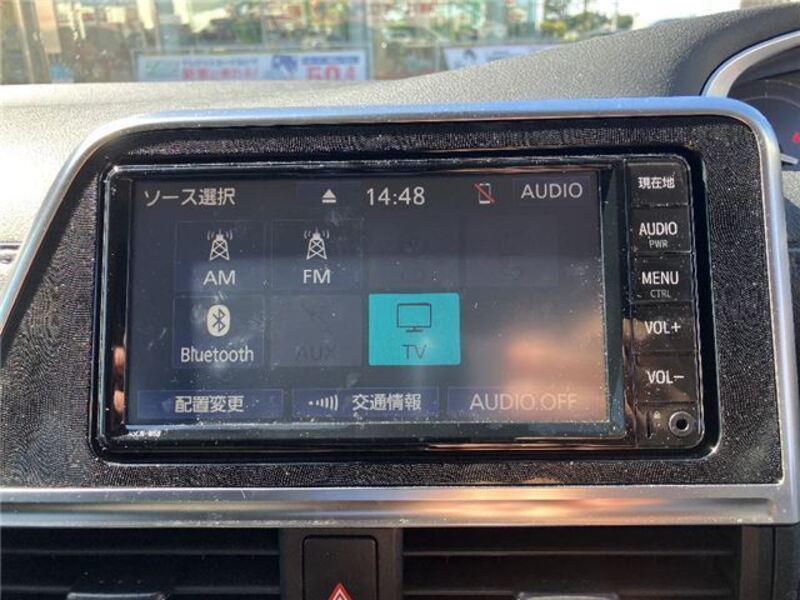 ソース選択 14:48 AUDIO
AM FM
Bluetooth AUX TV
配置変更 交通情報 AUDIO OFF
現在地
AUDIO
PWR
MENU
CTRL
VOL+
VOL−